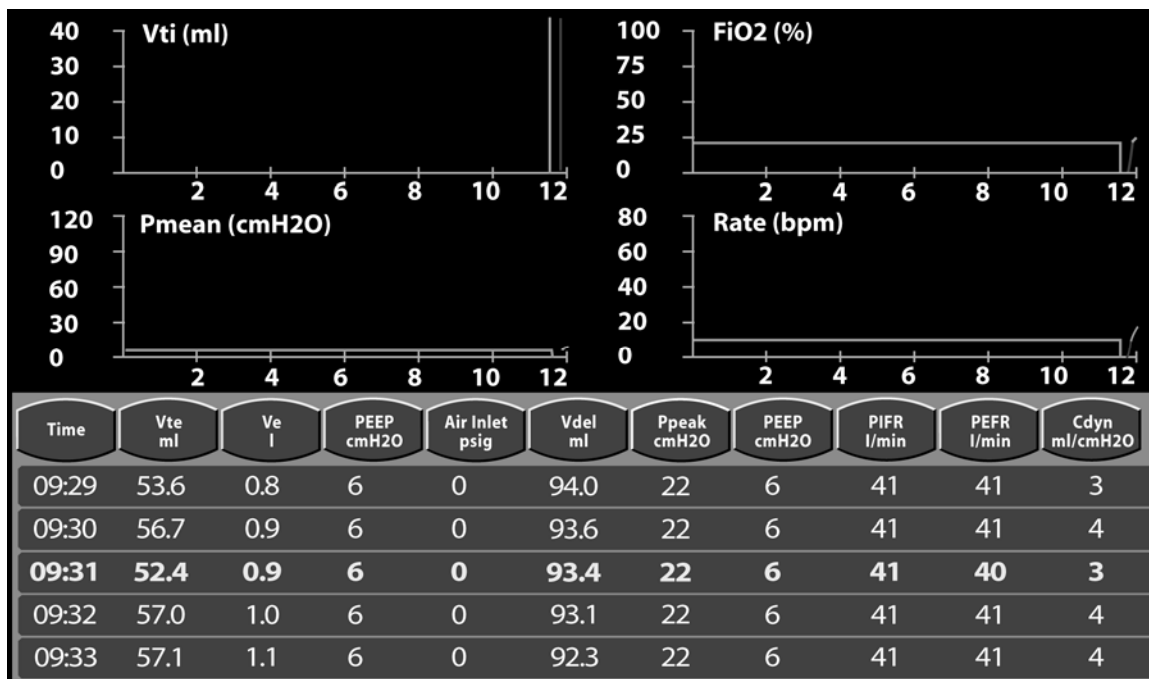 Vti (ml)
40
30
20
10
0
2 4 6 8 10 12
FiO2 (%)
100
75
50
25
0
2 4 6 8 10 12
Pmean (cmH2O)
120
90
60
30
0
2 4 6 8 10 12
Rate (bpm)
80
60
40
20
0
2 4 6 8 10 12
Time Vte ml Ve l PEEP cmH2O Air Inlet psig Vdel ml Ppeak cmH2O PEEP cmH2O PIFR l/min PEFR l/min Cdyn ml/cmH2O
09:29 53.6 0.8 6 0 94.0 22 6 41 41 3
09:30 56.7 0.9 6 0 93.6 22 6 41 41 4
09:31 52.4 0.9 6 0 93.4 22 6 41 40 3
09:32 57.0 1.0 6 0 93.1 22 6 41 41 4
09:33 57.1 1.1 6 0 92.3 22 6 41 41 4